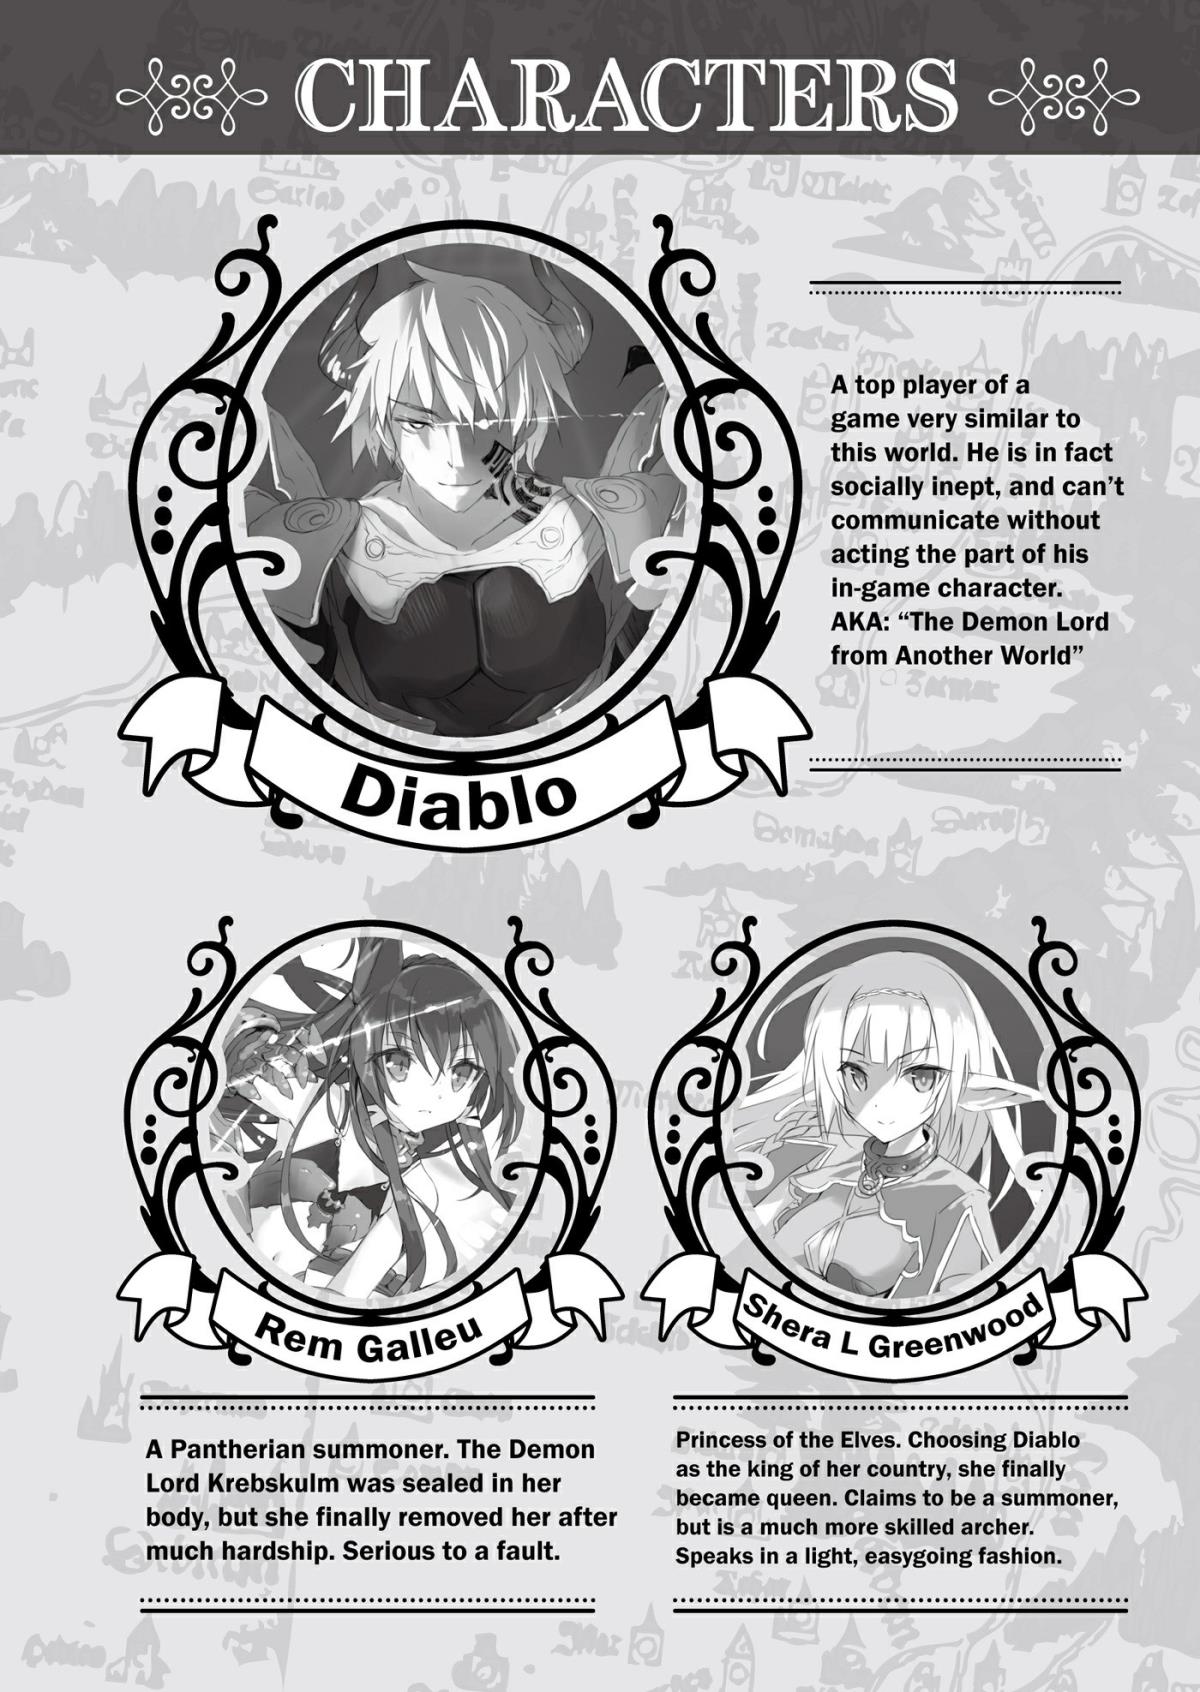 CHARACTERS
A top player of a
game very similar to
this world. He is in fact
socially inept, and can’t
communicate without
acting the part of his
in-game character.
AKA: “The Demon Lord
from Another World”
Diablo
Rem Galleu
A Pantherian summoner. The Demon
Lord Krebskulm was sealed in her
body, but she finally removed her after
much hardship. Serious to a fault.
Shera L Greenwood
Princess of the Elves. Choosing Diablo
as the king of her country, she finally
became queen. Claims to be a summoner,
but is a much more skilled archer.
Speaks in a light, easygoing fashion.